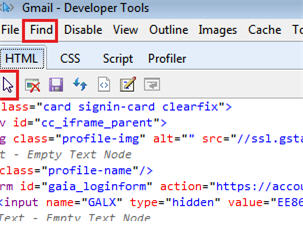 Gmail - Developer Tools
File Find Disable View Outline Images Cache To
HTML CSS Script Profiler
class="card signin-card clearfix">
v id="cc_iframe_parent">
g class="profile-img" alt="" src="//ssl.gsta
t - Empty Text Node
class="profile-name"/>
rm id="gaia_loginform" action="https://accou
<input name="GALX" type="hidden" value="EE86
Text - Empty Text Node